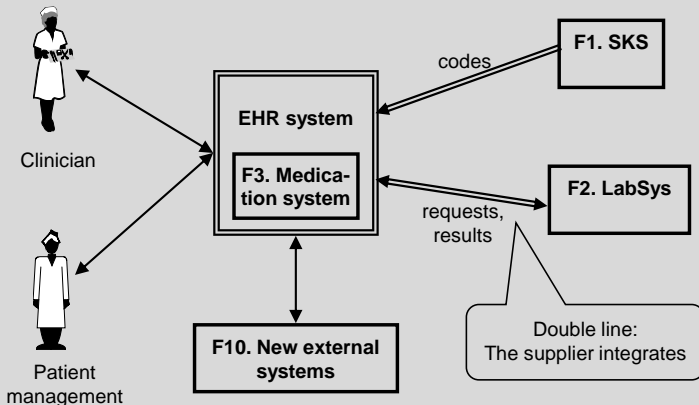 F1. SKS
codes
EHR system
Clinician
F3. Medica-
tion system
F2. LabSys
requests,
results
Double line:
The supplier integrates
F10. New external
systems
Patient
management